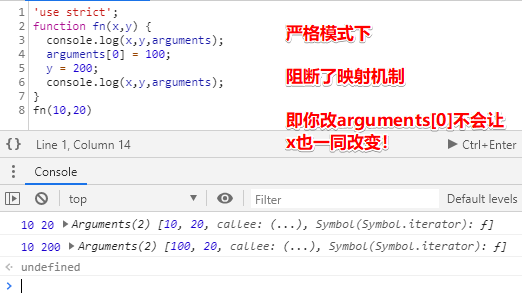 1 'use strict';
2 function fn(x,y) {
3 console.log(x,y,arguments);
4 arguments[0] = 100;
5 y = 200;
6 console.log(x,y,arguments);
7 }
8 fn(10,20)
严格模式下
阻断了映射机制
即你改arguments[0]不会让
x也一同改变！
{} Line 1, Column 14
Ctrl+Enter
Console
top
Filter
Default levels
10 20 Arguments(2) [10, 20, callee: (...), Symbol(Symbol.iterator): ƒ]
10 200 Arguments(2) [100, 20, callee: (...), Symbol(Symbol.iterator): ƒ]
undefined